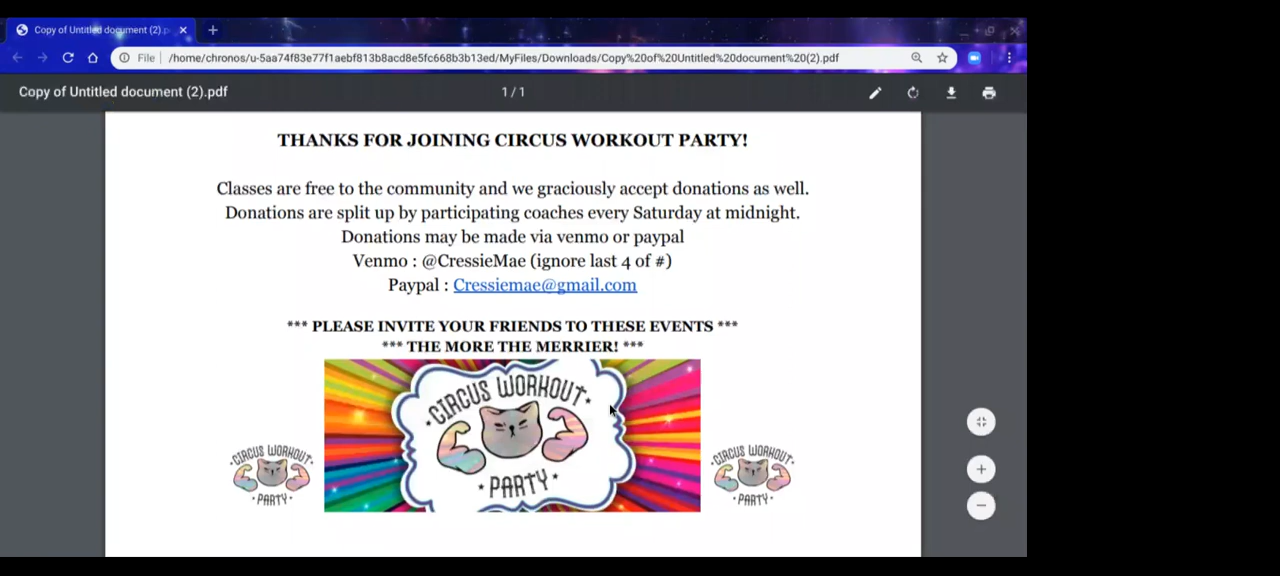 Copy of Untitled document (2).p
File | /home/chronos/u-5aa74f83e77f1aebf813b8acd8e5fc668b3b13ed/MyFiles/Downloads/Copy%20of%20Untitled%20document%20(2).pdf
Copy of Untitled document (2).pdf
1 / 1
THANKS FOR JOINING CIRCUS WORKOUT PARTY!
Classes are free to the community and we graciously accept donations as well.
Donations are split up by participating coaches every Saturday at midnight.
Donations may be made via venmo or paypal
Venmo : @CressieMae (ignore last 4 of #)
Paypal : Cressiemae@gmail.com
*** PLEASE INVITE YOUR FRIENDS TO THESE EVENTS ***
*** THE MORE THE MERRIER! ***
CIRCUS WORKOUT
PARTY
CIRCUS WORKOUT
PARTY
CIRCUS WORKOUT
PARTY